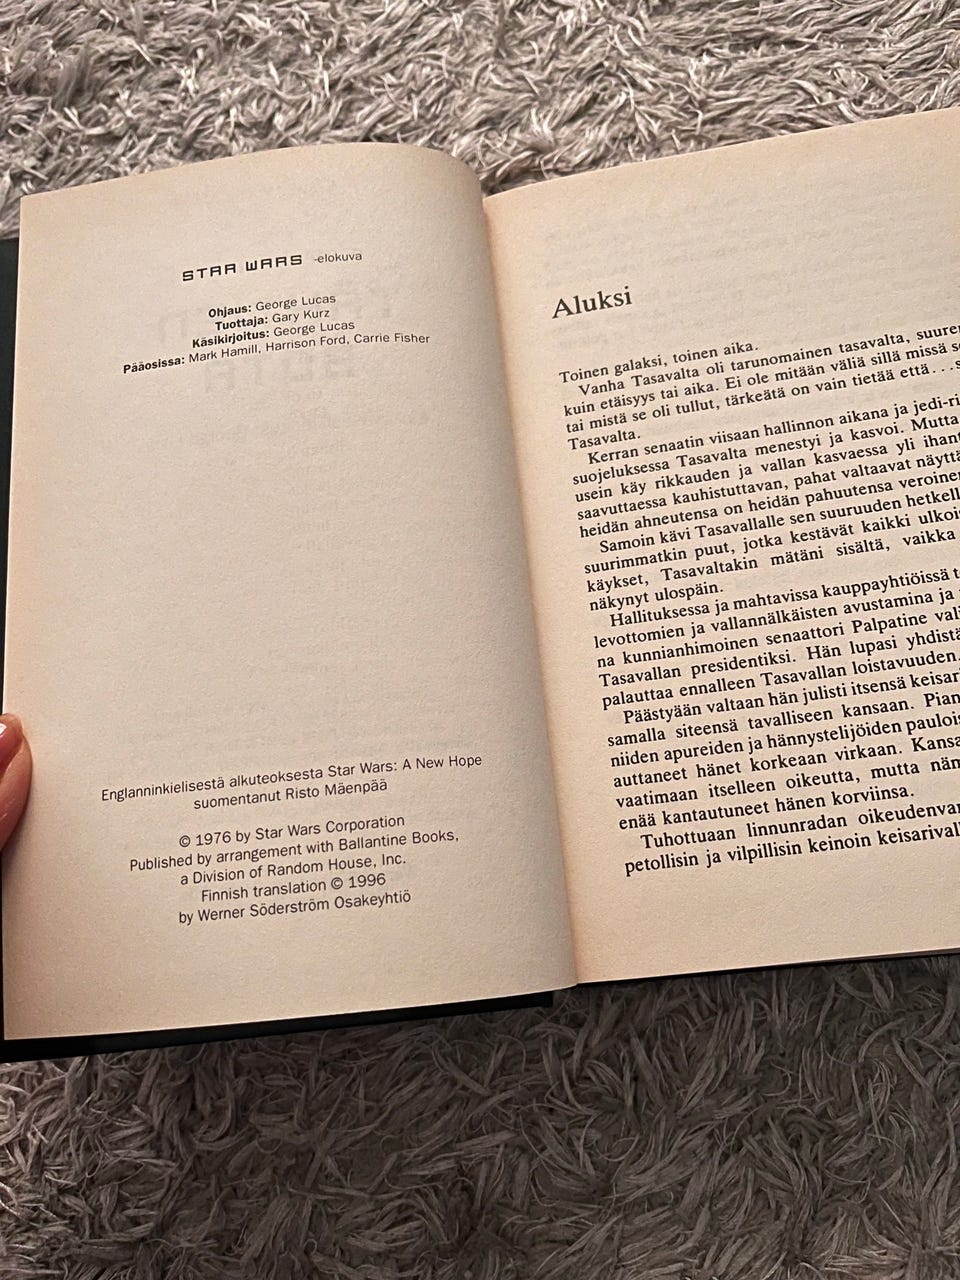 STAR WARS -elokuva
Ohjaus: George Lucas
Tuottaja: Gary Kurz
Käsikirjoitus: George Lucas
Pääosissa: Mark Hamill, Harrison Ford, Carrie Fisher
Englanninkielisestä alkuteoksesta Star Wars: A New Hope
suomentanut Risto Mäenpää
© 1976 by Star Wars Corporation
Published by arrangement with Ballantine Books,
a Division of Random House, Inc.
Finnish translation © 1996
by Werner Söderström Osakeyhtiö
Aluksi
Toinen galaksi, toinen aika.
Vanha Tasavalta oli tarunomainen tasavalta,
kuin etäisyys tai aika. Ei ole mitään väliä sillä missä
tai mistä se oli tullut, tärkeätä on vain tietää että...
Tasavalta.
Kerran senaatin viisaan hallinnon aikana ja
suojeluksessa Tasavalta menestyi ja kasvoi. Mutta
usein käy rikkauden ja vallan kasvaessa yli
saavuttaessa kauhistuttavan, pahat valtaavat
heidän ahneutensa on heidän pahuutensa
Samoin kävi Tasavallalle sen suuruuden
suurimmatkin puut, jotka kestävät kaikki
käykset, Tasavaltakin mätäni sisältä, vaikka
näkynyt ulospäin.
Hallituksessa ja mahtavissa kauppayhtiöissä
levottomien ja vallannälkäisten avustamina ja
na kunnianhimoinen senaattori Palpatine
Tasavallan presidentiksi. Hän lupasi
palauttaa ennalleen Tasavallan loistavuuden.
Päästyään valtaan hän julisti itsensä
samalla siteensä tavalliseen kansaan.
niiden apureiden ja hännystelijöiden
auttaneet hänet korkeaan virkaan.
vaatimaan itselleen oikeutta, mutta
enää kantautuneet hänen korviinsa.
Tuhottuaan linnunradan
petollisin ja vilpillisin keinoin